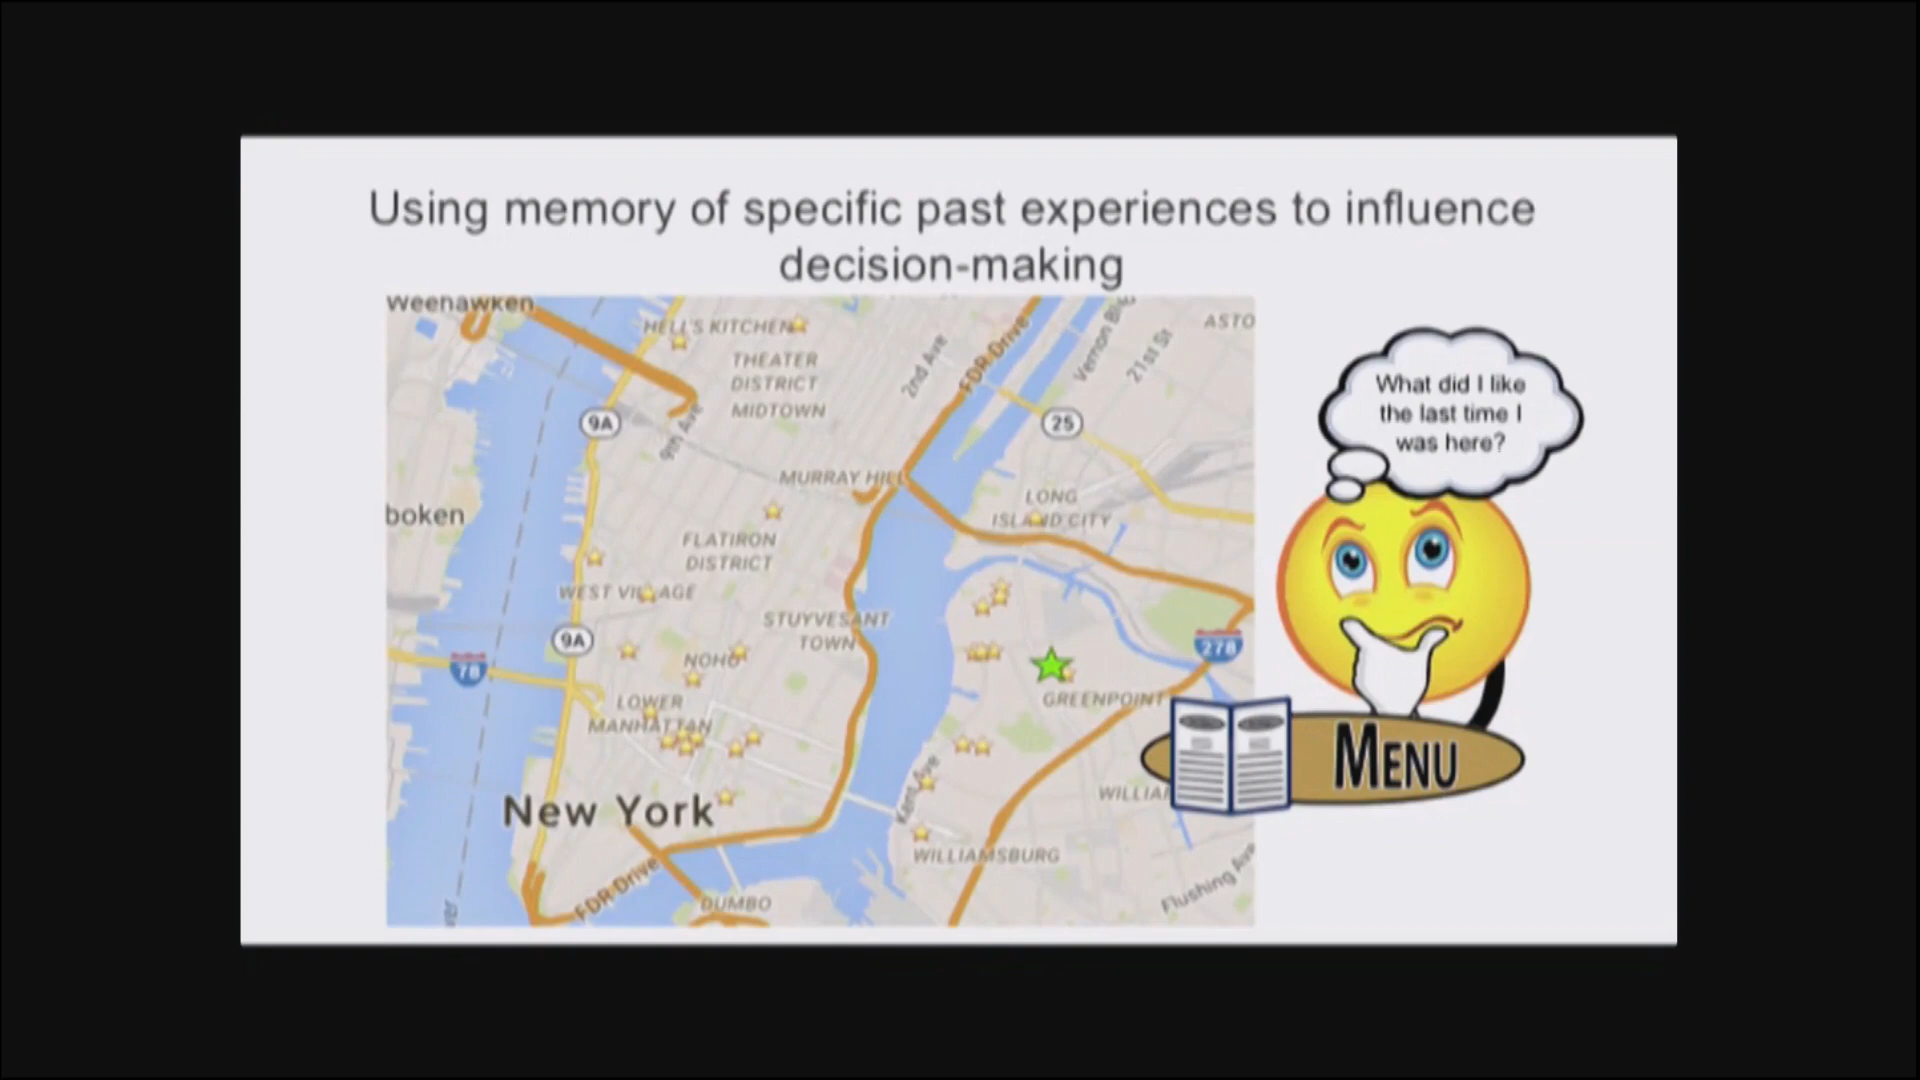 Using memory of specific past experiences to influence
decision-making
Weehawken
HELL'S KITCHEN
THEATER
DISTRICT
MIDTOWN
2nd Ave
FDR Drive
21st St
ASTO
9A
9th Ave
25
MURRAY HILL
LONG
ISLAND CITY
boken
FLATIRON
DISTRICT
WEST VILLAGE
STUYVESANT
TOWN
9A
78
NOHO
278
LOWER
MANHATTAN
GREENPOINT
Kent Ave
WILLIA
New York
WILLIAMSBURG
FDR Drive
DUMBO
Flushing Ave
What did I like
the last time I
was here?
MENU